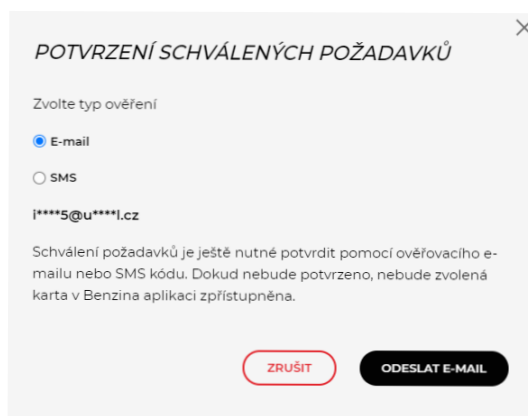 POTVRZENÍ SCHVÁLENÝCH POŽADAVKŮ
Zvolte typ ověření
E-mail
SMS
i****5@u****l.cz
Schválení požadavků je ještě nutné potvrdit pomocí ověřovacího e-
mailu nebo SMS kódu. Dokud nebude potvrzeno, nebude zvolená
karta v Benzina aplikaci zpřístupněna.
ZRUŠIT
ODESLAT E-MAIL